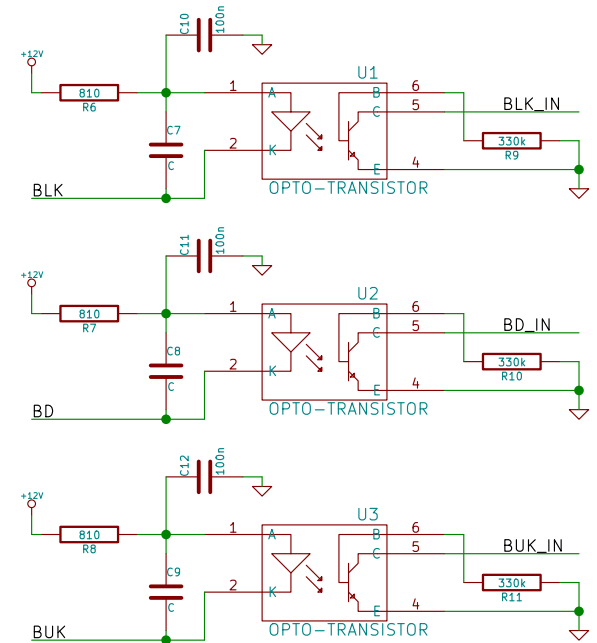 C10
100n
+12V
U1
810
R6
1
A
B
6
C
5
BLK_IN
C7
C
2
K
330k
R9
E
4
BLK
OPTO-TRANSISTOR
C11
100n
+12V
U2
810
R7
1
A
B
6
C
5
BD_IN
C8
C
2
K
330k
R10
E
4
BD
OPTO-TRANSISTOR
C12
100n
+12V
U3
810
R8
1
A
B
6
C
5
BUK_IN
C9
C
2
K
330k
R11
E
4
BUK
OPTO-TRANSISTOR